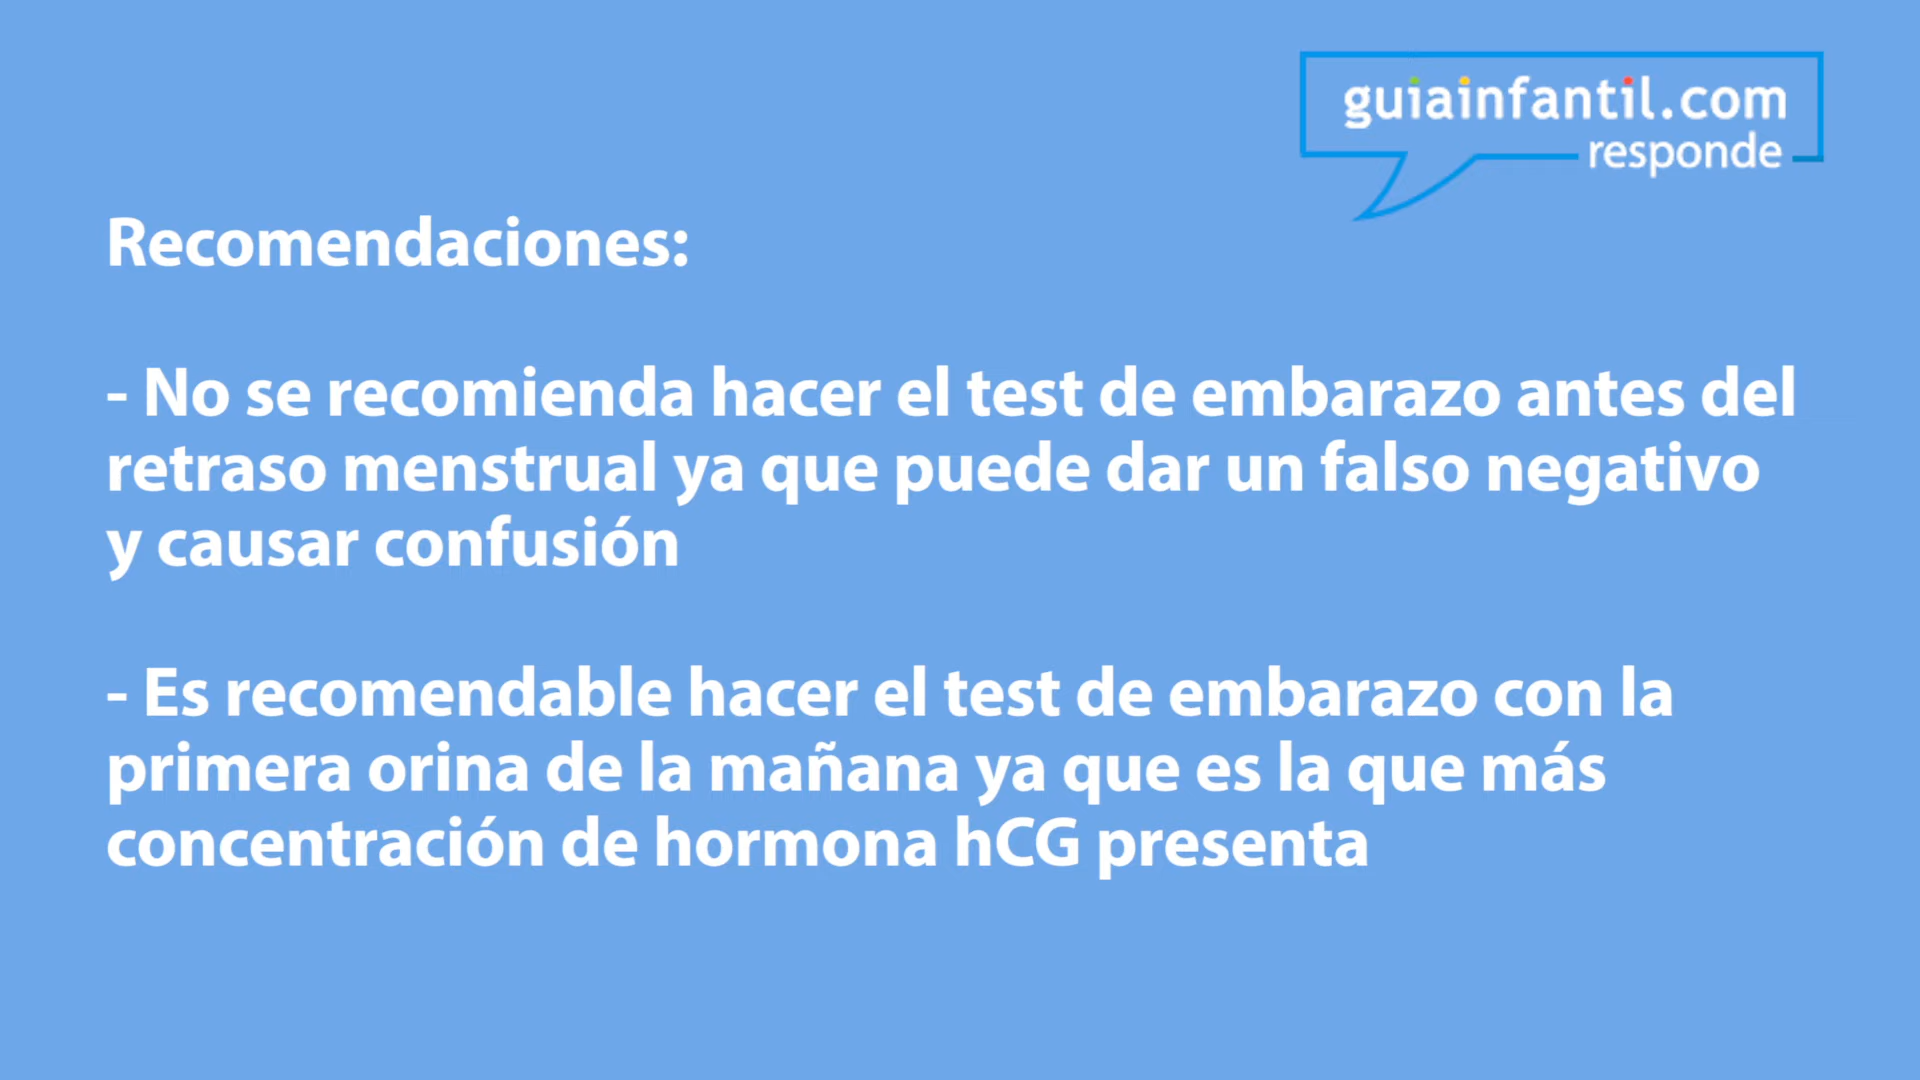 guiainfantil.com
responde
Recomendaciones:
- No se recomienda hacer el test de embarazo antes del
retraso menstrual ya que puede dar un falso negativo
y causar confusión
- Es recomendable hacer el test de embarazo con la
primera orina de la mañana ya que es la que más
concentración de hormona hCG presenta